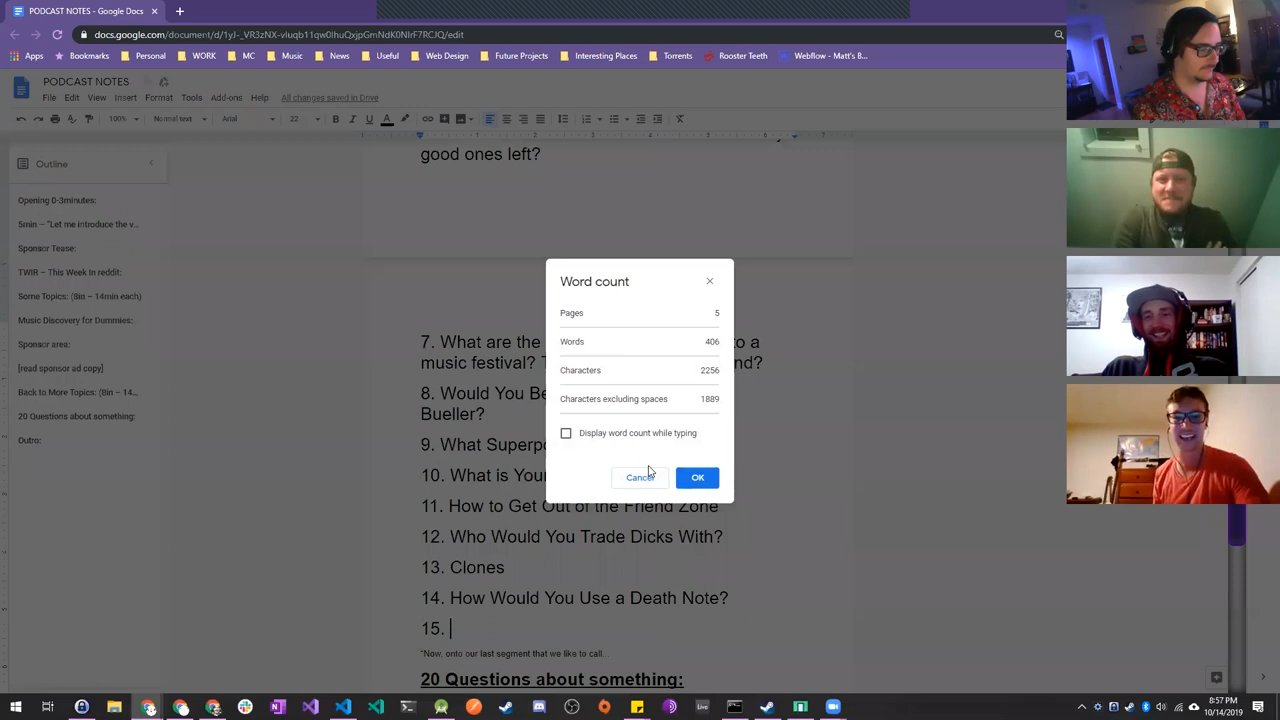 PODCAST NOTES
docs.google.com/document/d/1yJ-_VR3zNX-vIuqb11qw0lhuQxjpGmNdK0NIrF7RCJQ/edit
Apps
Bookmarks
Personal
WORK
MC
Music
News
Useful
Web Design
Future Projects
Interesting Places
Torrents
Rooster Teeth
Webflow - Matt's B...
PODCAST NOTES
File Edit View Insert Format Tools Add-ons Help All changes saved in Drive
100% Normal text Arial 22
Outline
Opening 0-3minutes:
5min – "Let me introduce the v...
Sponsor Tease:
TWIR – This Week In reddit:
Some Topics: (Bin – 14min each)
Music Discovery for Dummies:
Sponsor area:
[read sponsor ad copy]
Back to More Topics: (Bin – 14...
20 Questions about something:
Outro:
good ones left?
7. What are the
o a
music festival?
nd?
8. Would You Be
Bueller?
9. What Superpo
10. What is Your
11. How to Get Out of the Friend Zone
12. Who Would You Trade Dicks With?
13. Clones
14. How Would You Use a Death Note?
15.
"Now, onto our last segment that we like to call...
20 Questions about something:
Word count
Pages 5
Words 406
Characters 2256
Characters excluding spaces 1889
Display word count while typing
Cancel OK
8:57 PM
10/14/2019